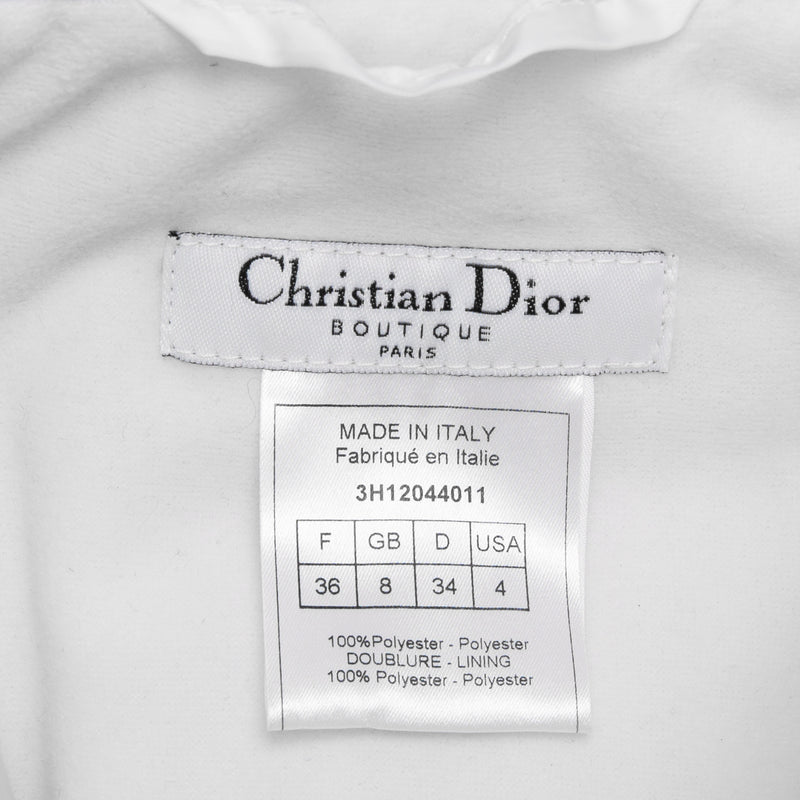 Christian Dior
BOUTIQUE
PARIS
MADE IN ITALY
Fabriqué en Italie
3H12044011
F GB D USA
36 8 34 4
100%Polyester - Polyester
DOUBLURE - LINING
100% Polyester - Polyester